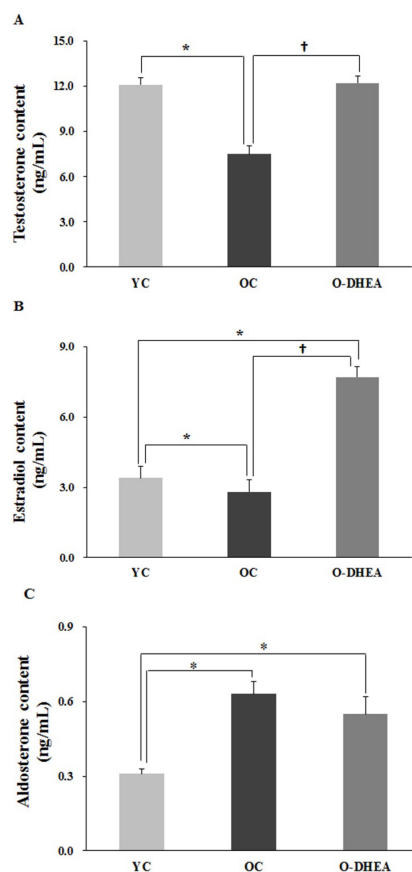 A
Testosterone content
(ng/mL)
15.0
12.0
9.0
6.0
3.0
0.0
*
†
YC
OC
O-DHEA
B
Estradiol content
(ng/mL)
9.0
6.0
3.0
0.0
*
†
*
YC
OC
O-DHEA
C
Aldosterone content
(ng/mL)
0.9
0.6
0.3
0.0
*
*
YC
OC
O-DHEA